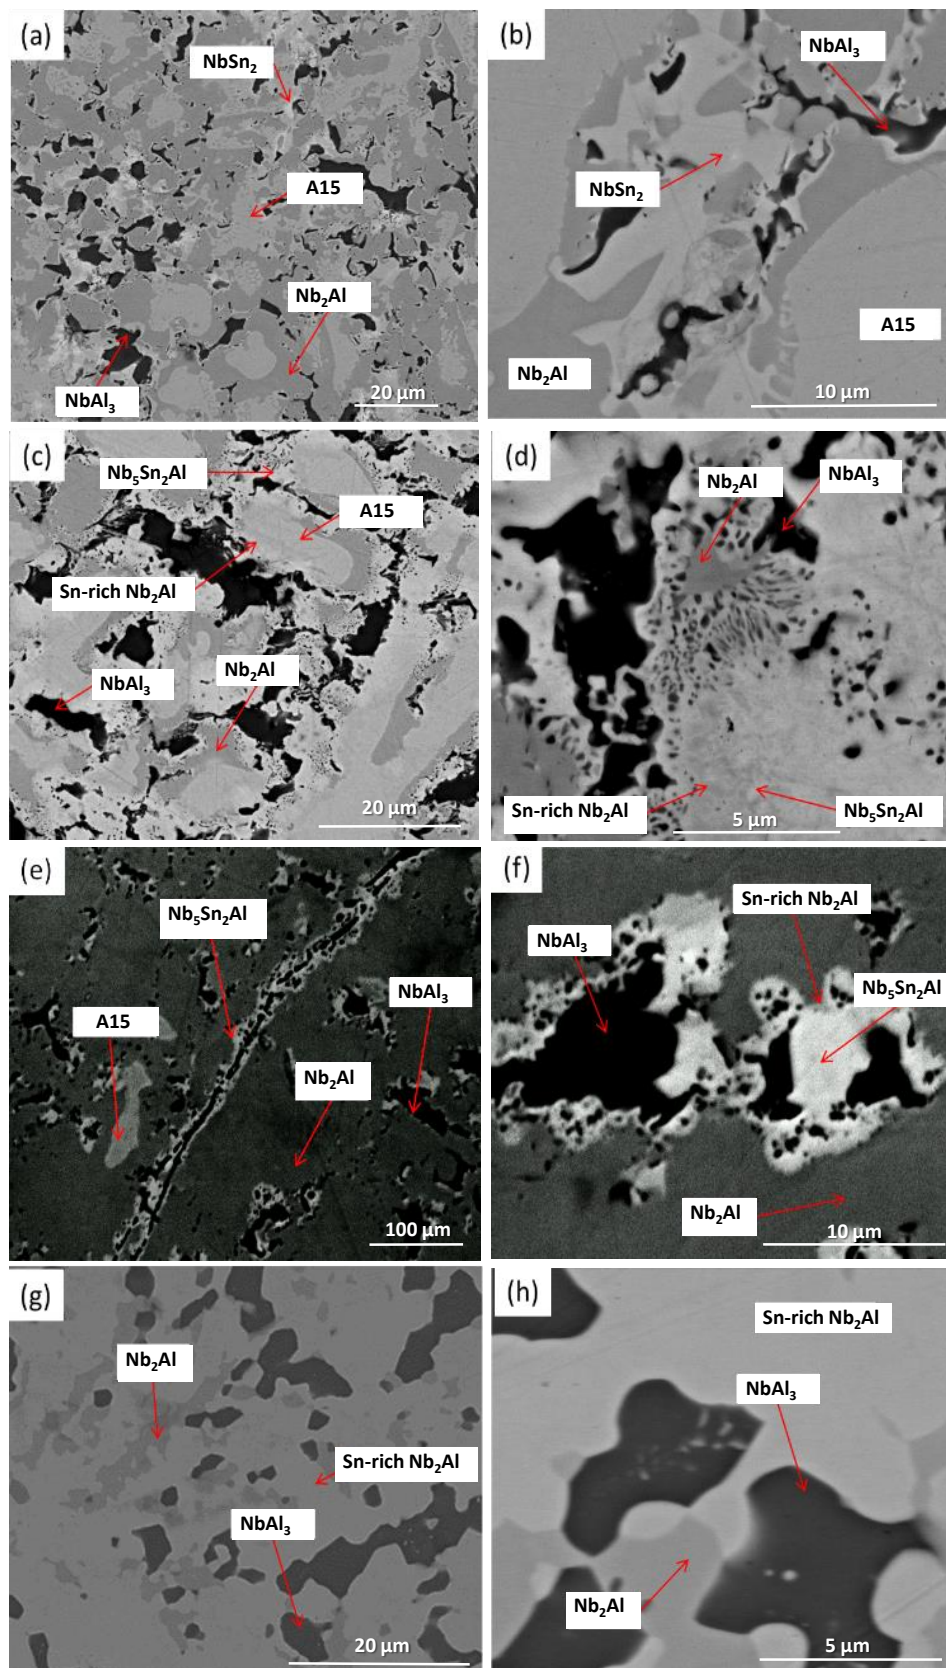 (a)
NbSn₂
A15
Nb₂Al
NbAl₃
20 μm
(b)
NbAl₃
NbSn₂
A15
Nb₂Al
10 μm
(c)
Nb₅Sn₂Al
A15
Sn-rich Nb₂Al
Nb₂Al
NbAl₃
20 μm
(d)
Nb₂Al
NbAl₃
Sn-rich Nb₂Al
5 μm
Nb₅Sn₂Al
(e)
Nb₅Sn₂Al
NbAl₃
A15
Nb₂Al
100 μm
(f)
Sn-rich Nb₂Al
NbAl₃
Nb₅Sn₂Al
Nb₂Al
10 μm
(g)
Nb₂Al
Sn-rich Nb₂Al
NbAl₃
20 μm
(h)
Sn-rich Nb₂Al
NbAl₃
Nb₂Al
5 μm